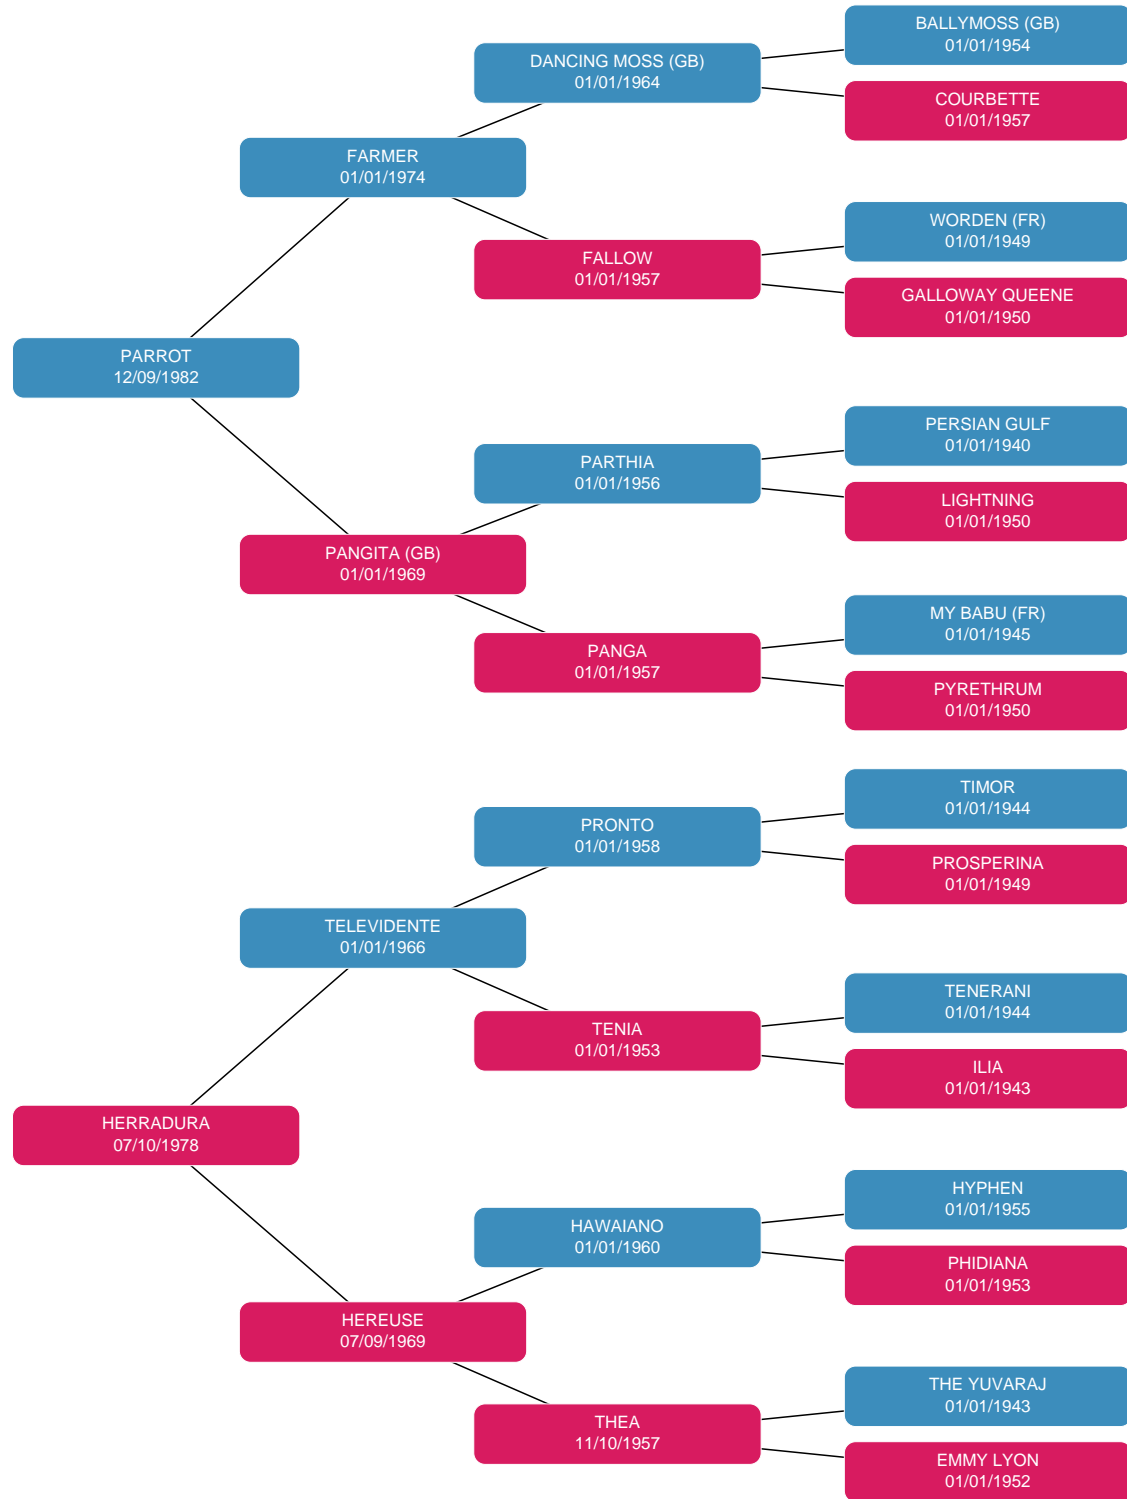 BALLYMOSS (GB)
01/01/1954
DANCING MOSS (GB)
01/01/1964
COURBETTE
01/01/1957
FARMER
01/01/1974
WORDEN (FR)
01/01/1949
FALLOW
01/01/1957
GALLOWAY QUEENE
01/01/1950
PARROT
12/09/1982
PERSIAN GULF
01/01/1940
PARTHIA
01/01/1956
LIGHTNING
01/01/1950
PANGITA (GB)
01/01/1969
MY BABU (FR)
01/01/1945
PANGA
01/01/1957
PYRETHRUM
01/01/1950
TIMOR
01/01/1944
PRONTO
01/01/1958
PROSPERINA
01/01/1949
TELEVIDENTE
01/01/1966
TENERANI
01/01/1944
TENIA
01/01/1953
ILIA
01/01/1943
HERRADURA
07/10/1978
HYPHEN
01/01/1955
HAWAIANO
01/01/1960
PHIDIANA
01/01/1953
HEREUSE
07/09/1969
THE YUVARAJ
01/01/1943
THEA
11/10/1957
EMMY LYON
01/01/1952